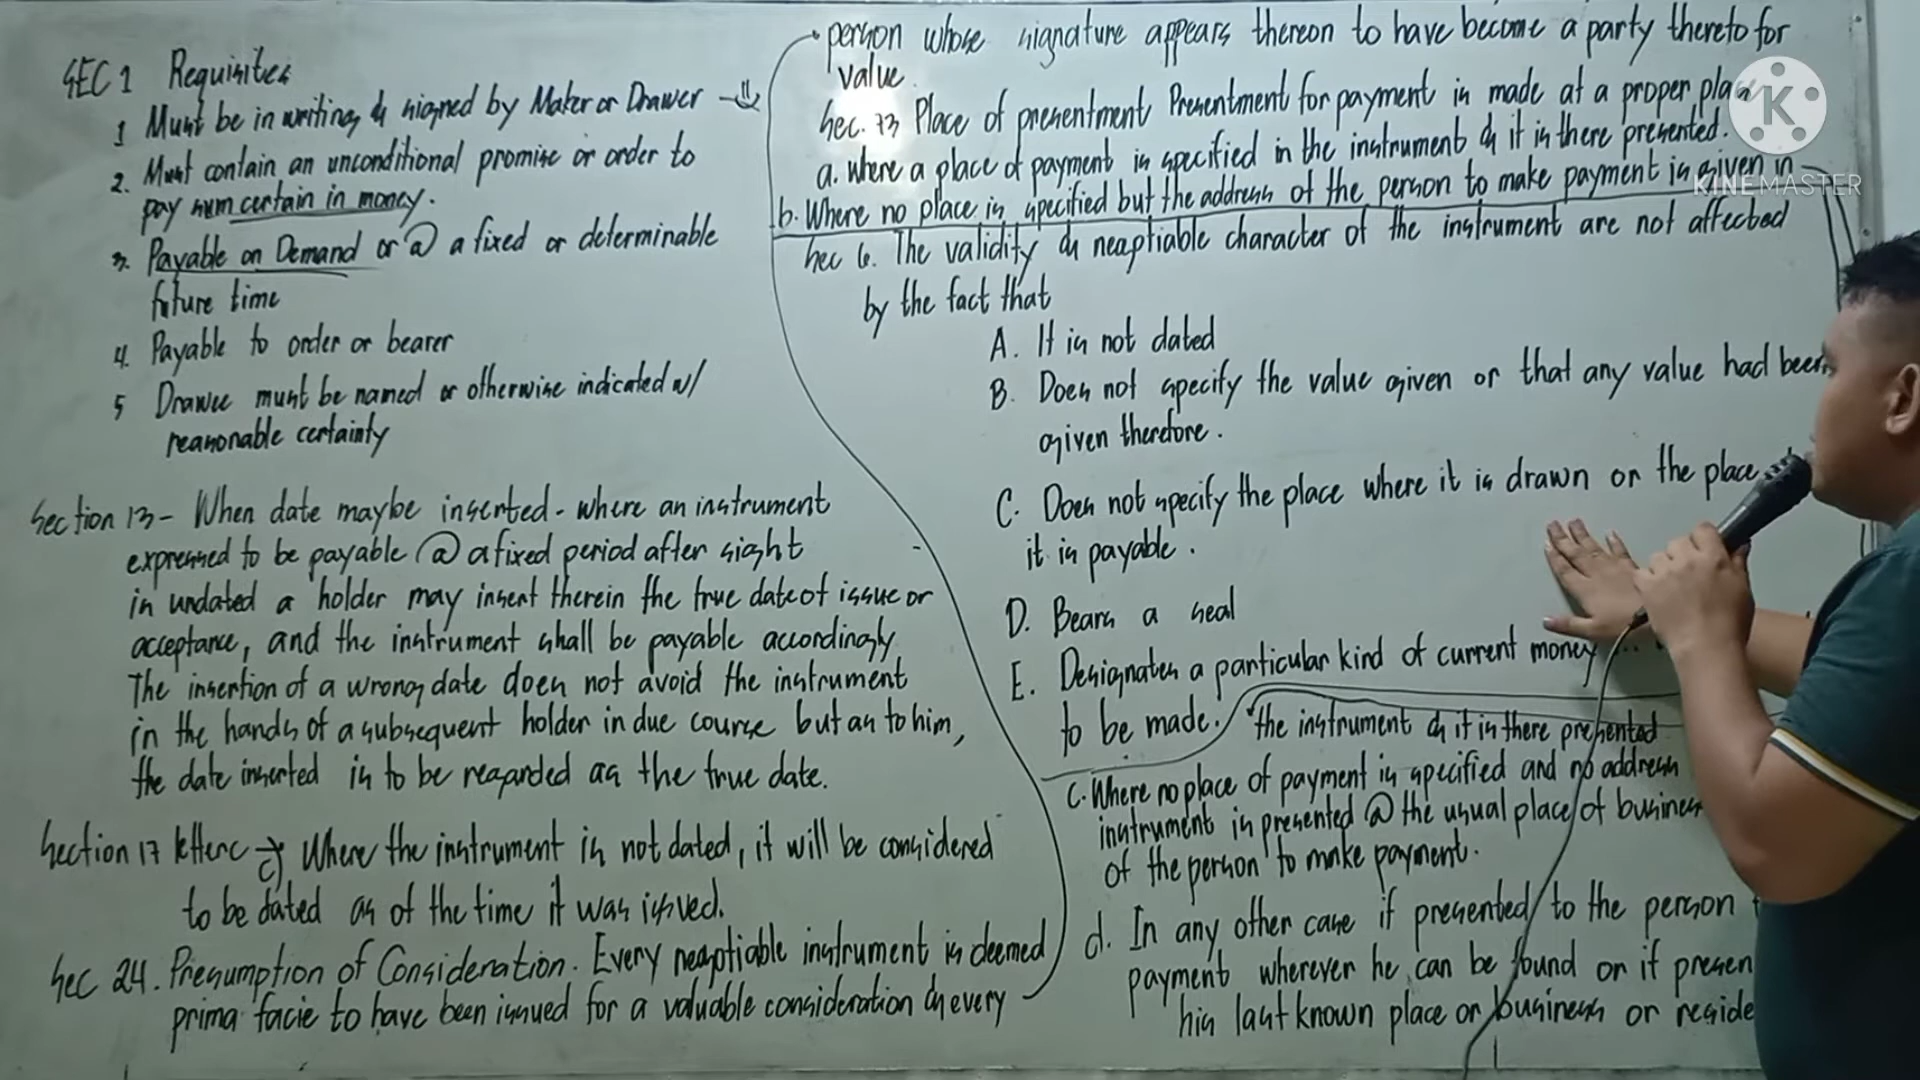 SEC 1 Requisites
1 Must be in writing & signed by Maker or Drawer
2. Must contain an unconditional promise or order to
pay sum certain in money.
3. Payable on Demand or @ a fixed or determinable
future time
4. Payable to order or bearer
5 Drawee must be named or otherwise indicated w/
reasonable certainty
Section 13 - When date maybe inserted - where an instrument
expressed to be payable @ a fixed period after sight
is undated a holder may insert therein the true date of issue or
acceptance, and the instrument shall be payable accordingly
The insertion of a wrong date does not avoid the instrument
in the hands of a subsequent holder in due course but as to him,
the date inserted is to be regarded as the true date.
Section 17 letter c) Where the instrument is not dated, it will be considered
to be dated as of the time it was issued.
Sec 24. Presumption of Consideration. Every negotiable instrument is deemed
prima facie to have been issued for a valuable consideration & every
person whose signature appears thereon to have become a party thereto for
value.
Sec. 73 Place of presentment Presentment for payment is made at a proper place
a. where a place of payment is specified in the instrument & it is there presented.
b. Where no place is specified but the address of the person to make payment is given in
the instrument & it is there presented
Sec 6. The validity & negotiable character of the instrument are not affected
by the fact that
A. It is not dated
B. Does not specify the value given or that any value had been
given therefore.
C. Does not specify the place where it is drawn or the place
it is payable.
D. Bears a seal
E. Designates a particular kind of current money
to be made.
C. Where no place of payment is specified and no address
instrument is presented @ the usual place of business
of the person to make payment.
d. In any other case if presented to the person
payment wherever he can be found or if presen
his last known place or business or reside
K
KINEMASTER